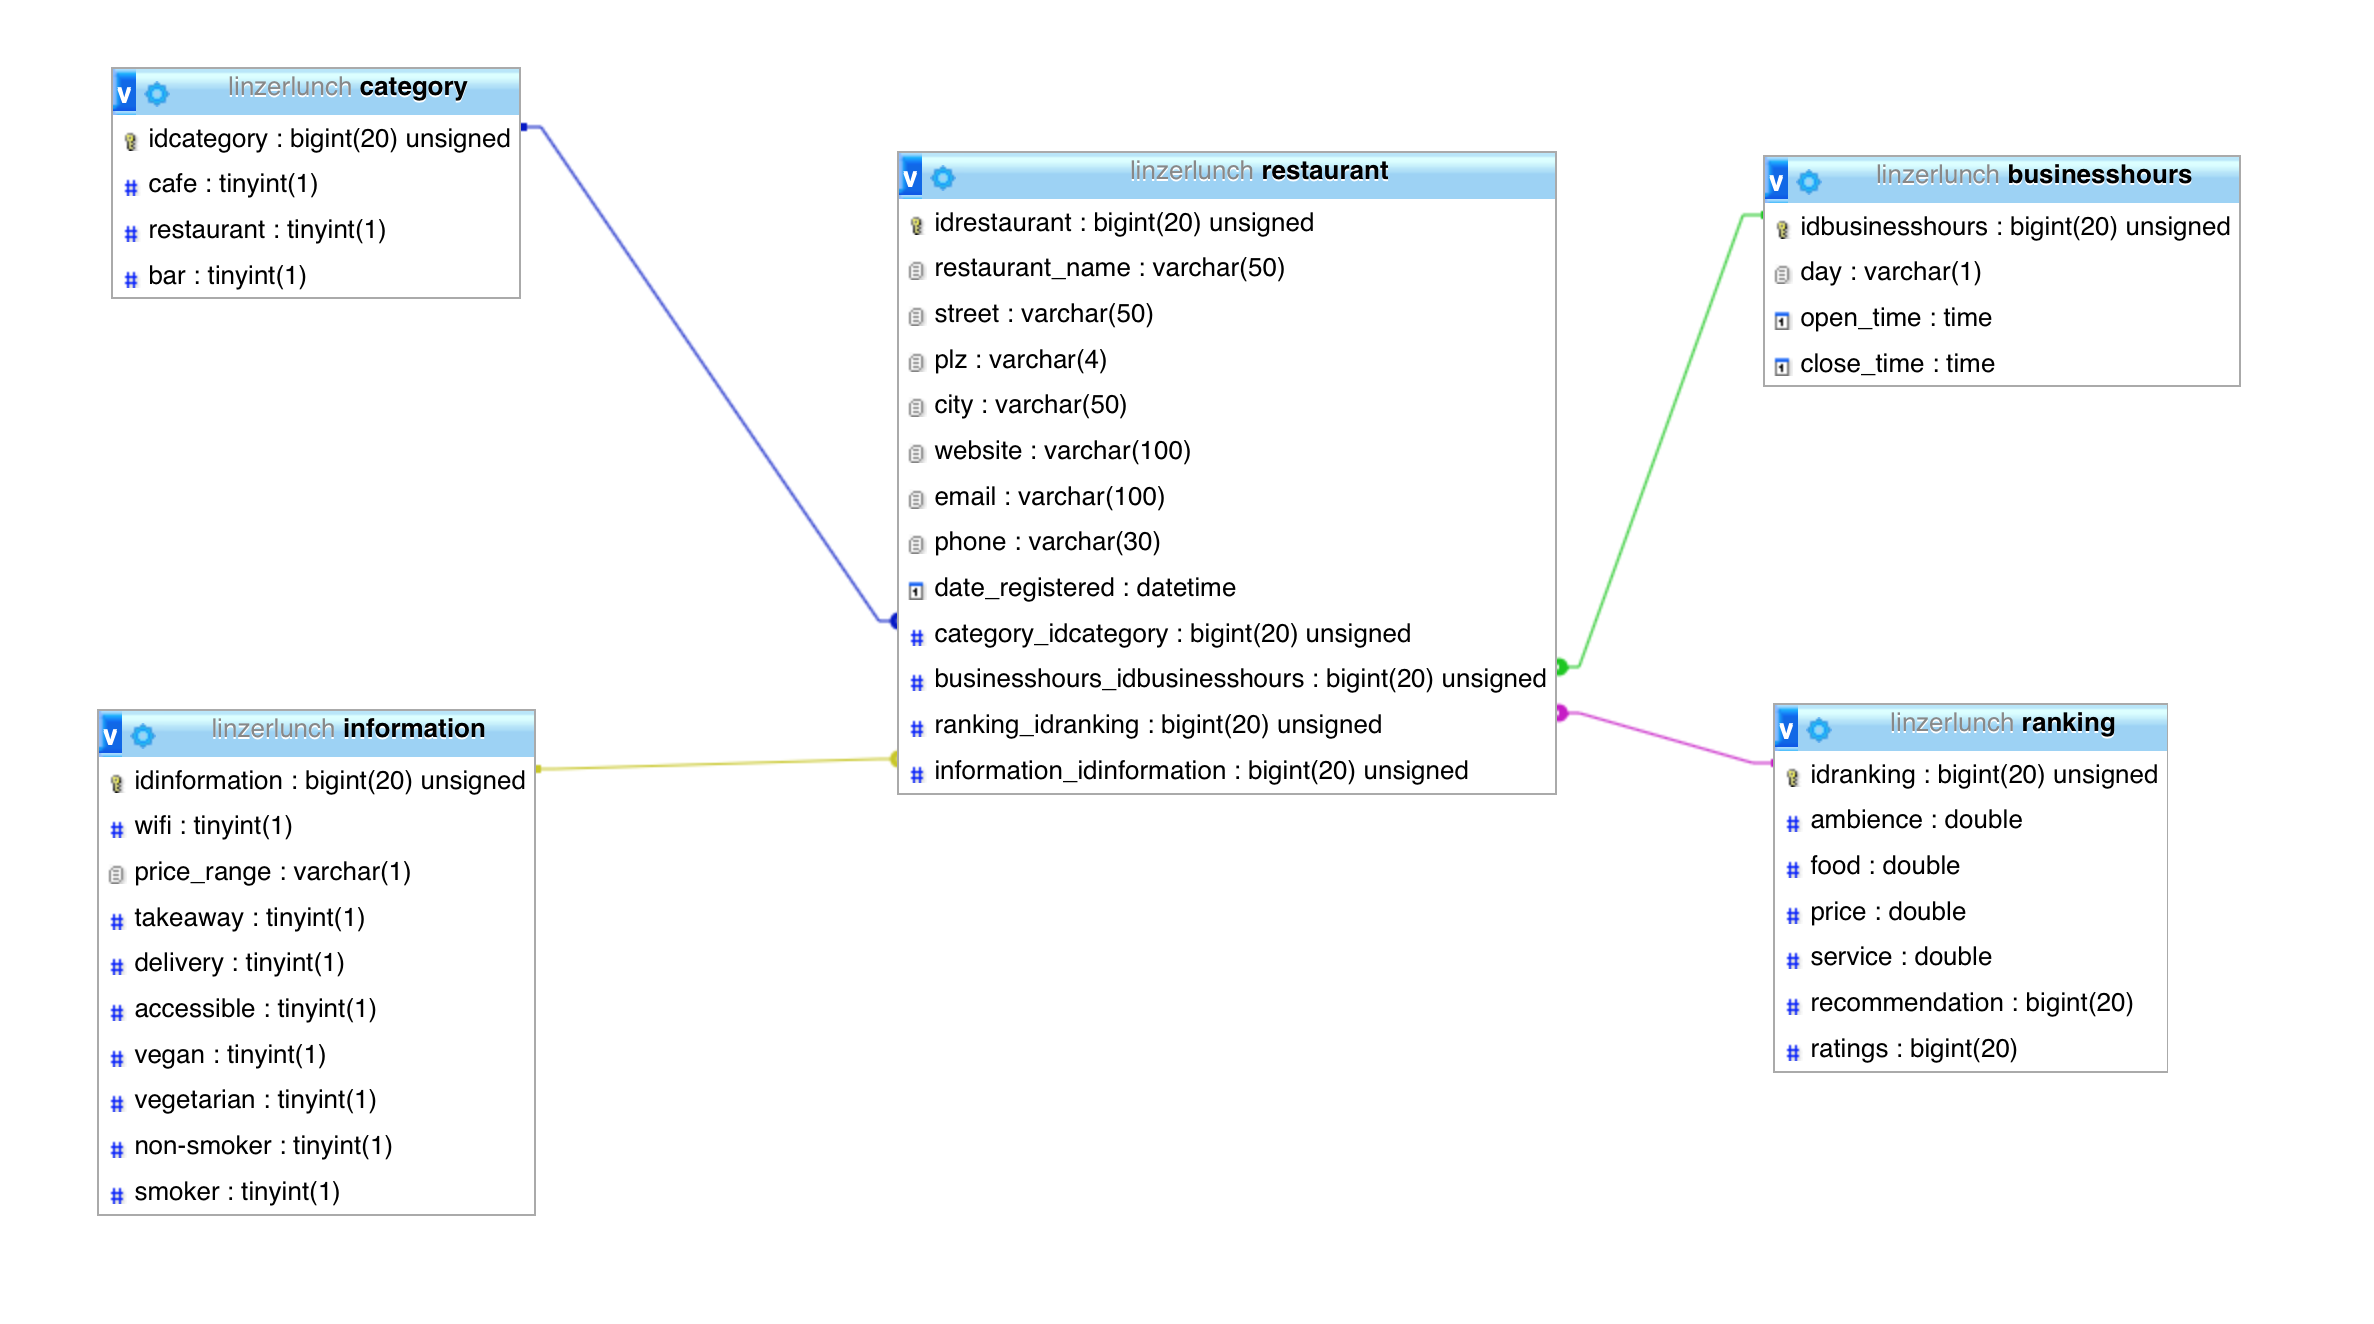 v linzerlunch category
idcategory : bigint(20) unsigned
# cafe : tinyint(1)
# restaurant : tinyint(1)
# bar : tinyint(1)
v linzerlunch restaurant
idrestaurant : bigint(20) unsigned
restaurant_name : varchar(50)
street : varchar(50)
plz : varchar(4)
city : varchar(50)
website : varchar(100)
email : varchar(100)
phone : varchar(30)
date_registered : datetime
# category_idcategory : bigint(20) unsigned
# businesshours_idbusinesshours : bigint(20) unsigned
# ranking_idranking : bigint(20) unsigned
# information_idinformation : bigint(20) unsigned
v linzerlunch businesshours
idbusinesshours : bigint(20) unsigned
day : varchar(1)
open_time : time
close_time : time
v linzerlunch information
idinformation : bigint(20) unsigned
# wifi : tinyint(1)
price_range : varchar(1)
# takeaway : tinyint(1)
# delivery : tinyint(1)
# accessible : tinyint(1)
# vegan : tinyint(1)
# vegetarian : tinyint(1)
# non-smoker : tinyint(1)
# smoker : tinyint(1)
v linzerlunch ranking
idranking : bigint(20) unsigned
# ambience : double
# food : double
# price : double
# service : double
# recommendation : bigint(20)
# ratings : bigint(20)